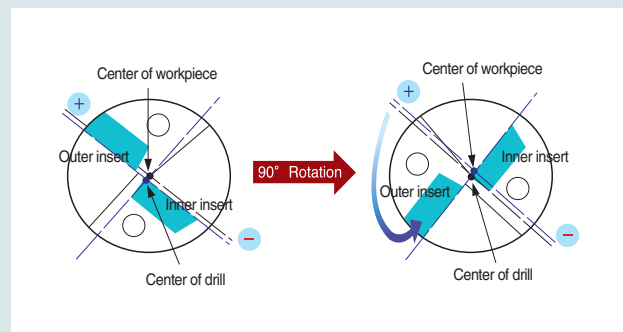 Center of workpiece
+
Outer insert
Inner insert
−
Center of drill
90° Rotation
Center of workpiece
+
Inner insert
Outer insert
−
Center of drill